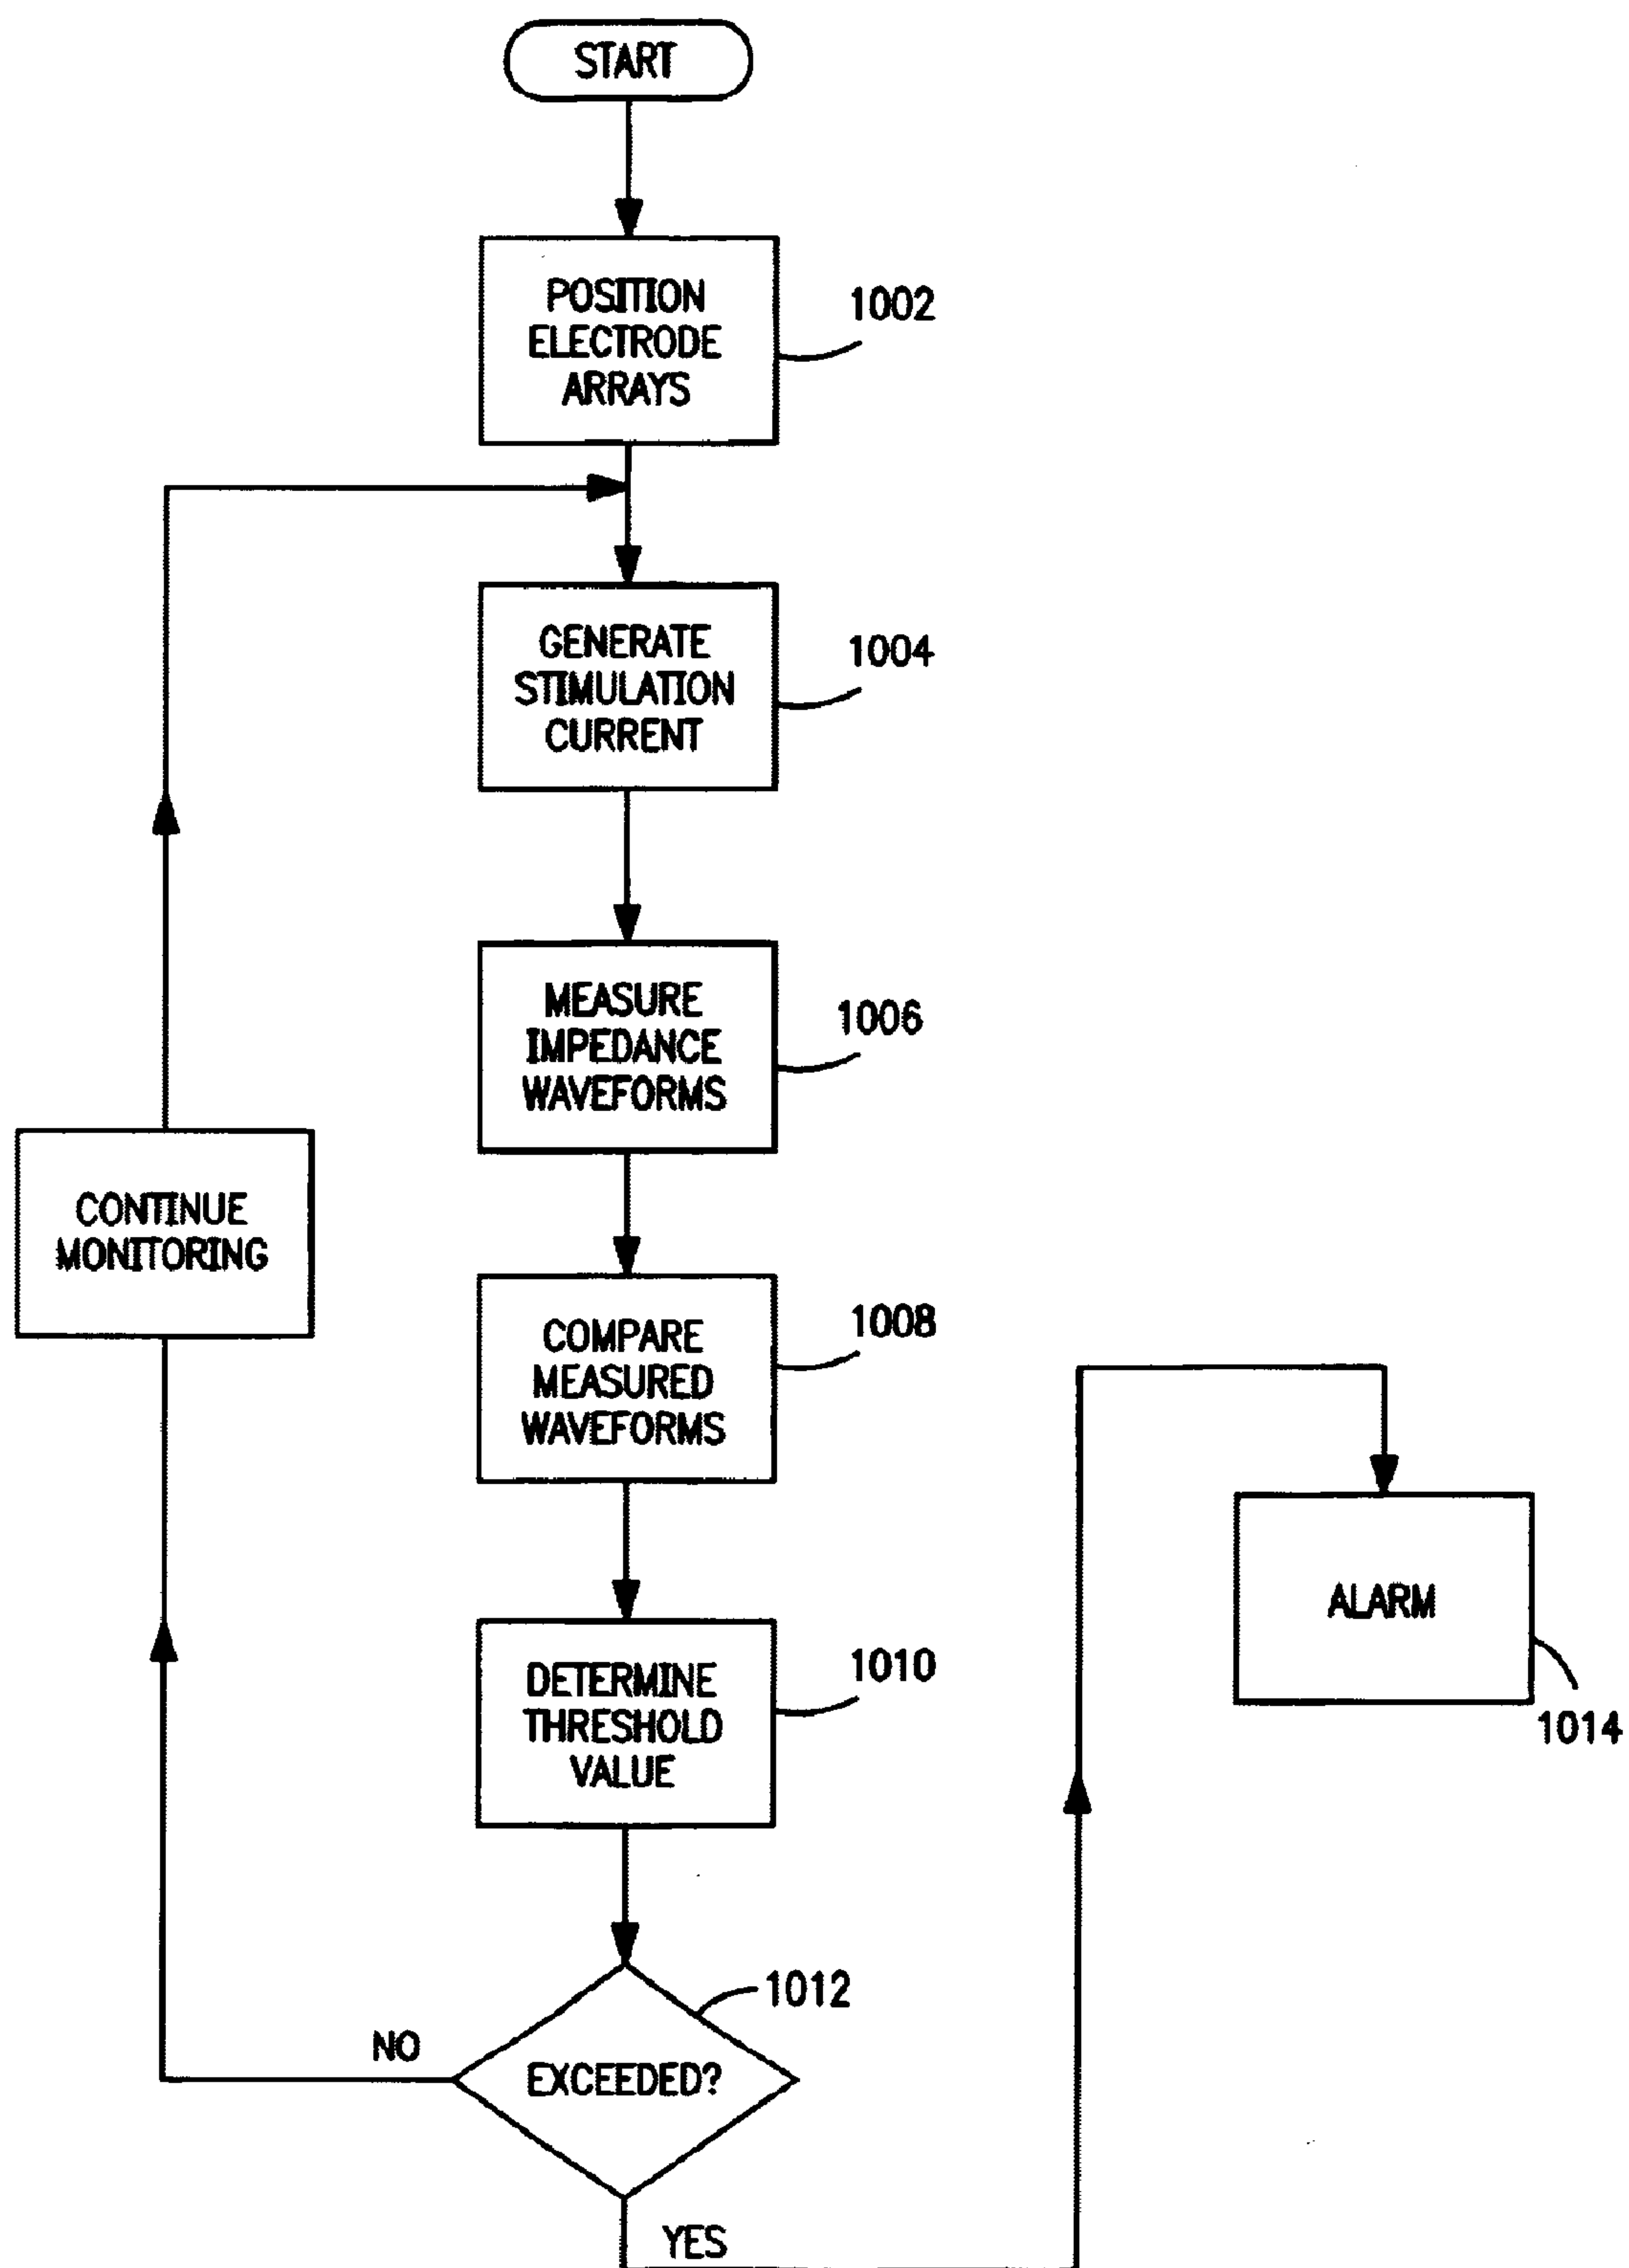 START
POSITION
ELECTRODE
ARRAYS
1002
GENERATE
STIMULATION
CURRENT
1004
MEASURE
IMPEDANCE
WAVEFORMS
1006
CONTINUE
MONITORING
COMPARE
MEASURED
WAVEFORMS
1008
DETERMINE
THRESHOLD
VALUE
1010
ALARM
1014
1012
NO
EXCEEDED?
YES